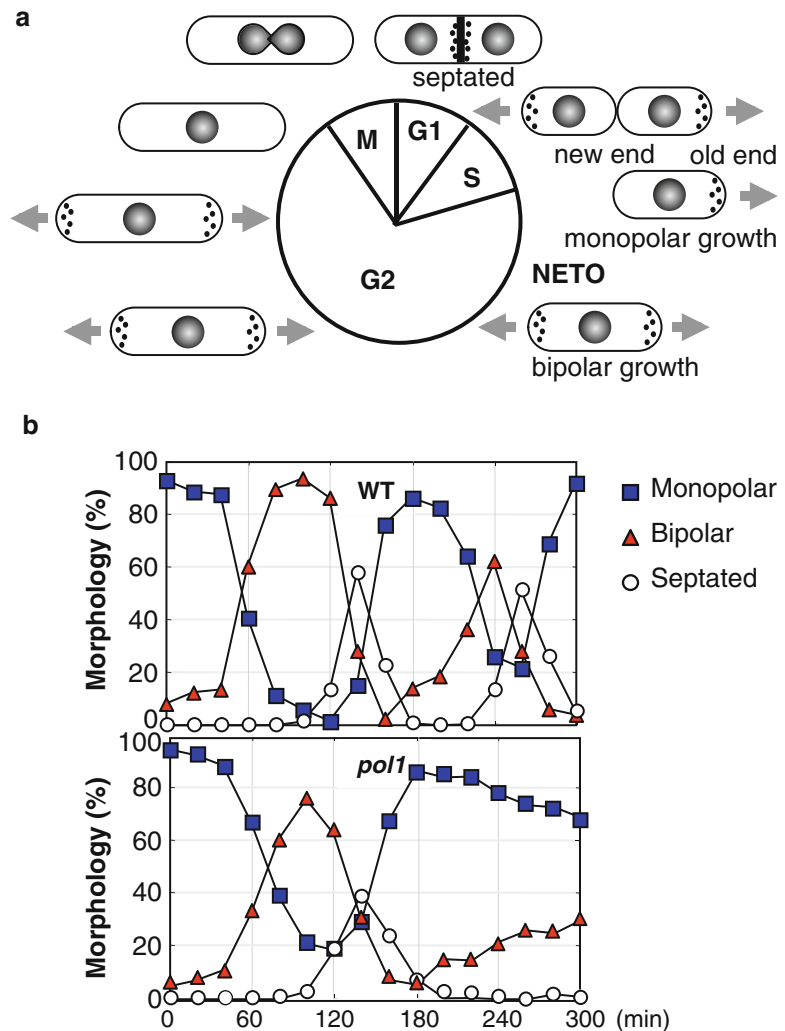 a
septated
M
G1
S
G2
new end old end
monopolar growth
NETO
bipolar growth
b
Morphology (%)
100
80
60
40
20
0
WT
Monopolar
Bipolar
Septated
Morphology (%)
100
80
60
40
20
0
pol1
0 60 120 180 240 300 (min)